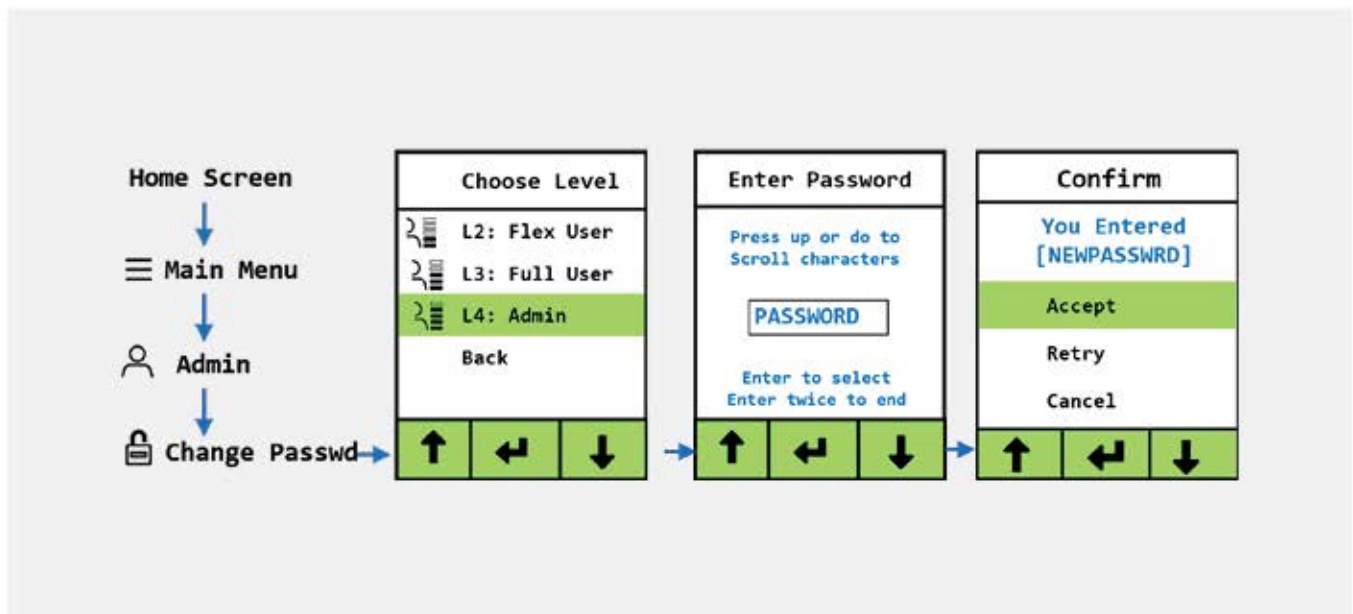 Home Screen
Main Menu
Admin
Change Passwd
Choose Level
L2: Flex User
L3: Full User
L4: Admin
Back
Enter Password
Press up or do to
Scroll characters
PASSWORD
Enter to select
Enter twice to end
Confirm
You Entered
[NEWPASSWRD]
Accept
Retry
Cancel